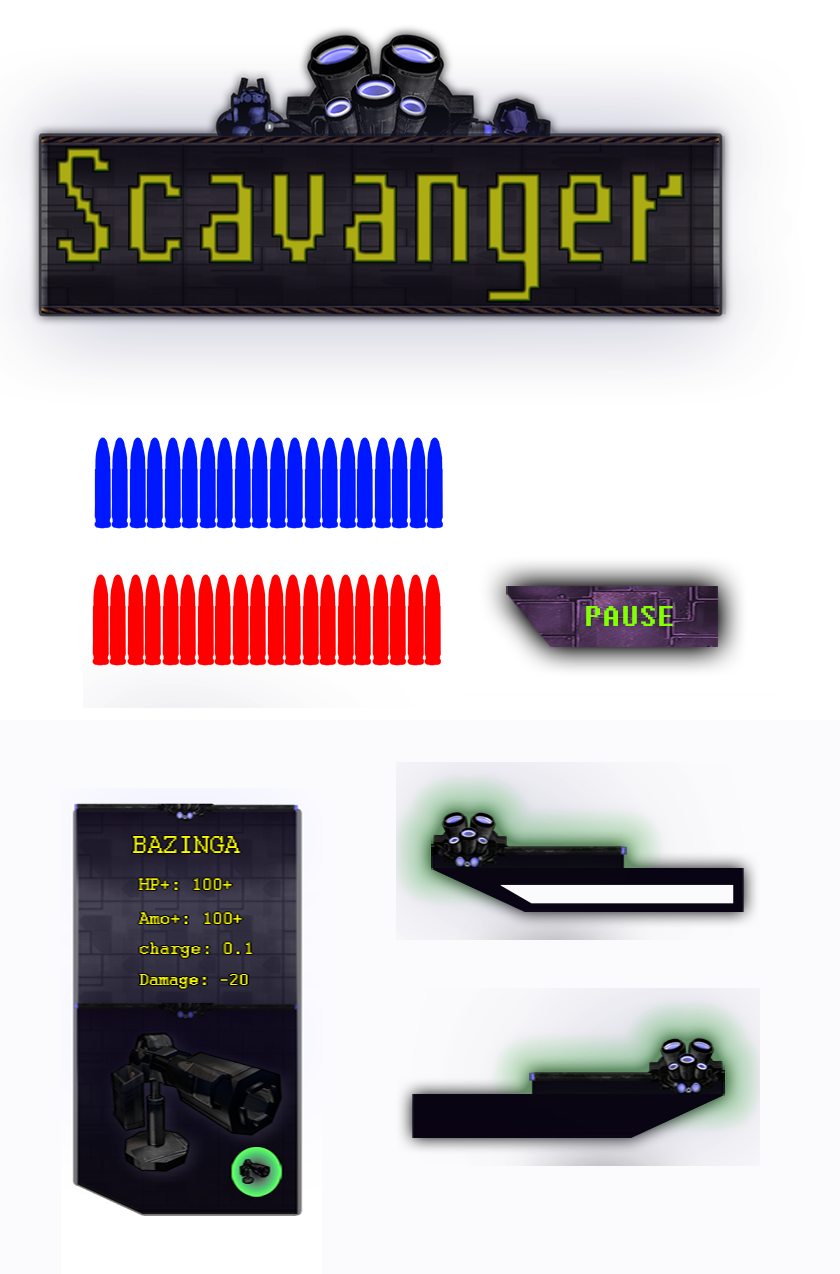 Scavanger
PAUSE
BAZINGA
HP+: 100+
Amo+: 100+
charge: 0.1
Damage: -20